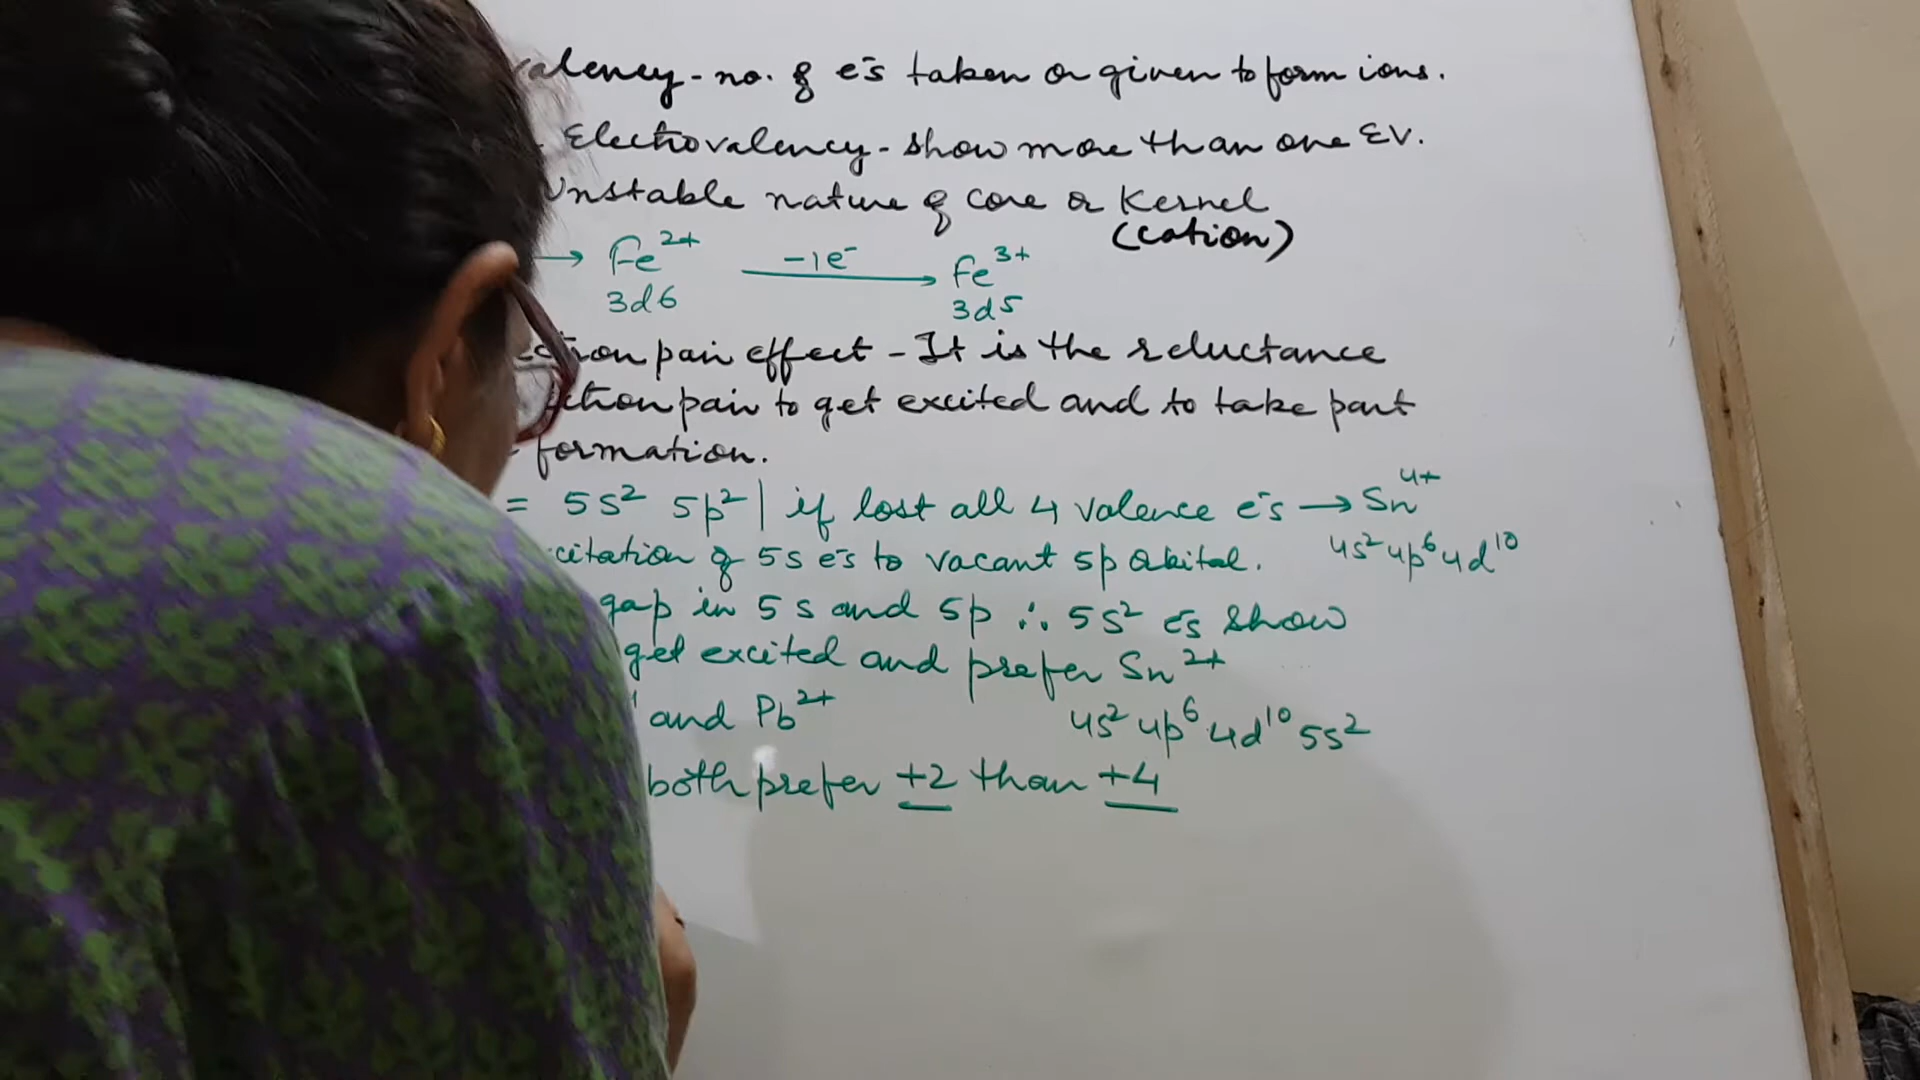 valency - no. of e⁻s taken or given to form ions.
Electrovalency - show more than one EV.
Unstable nature of core or Kernel
(cation)
→ Fe²⁺ —−1e⁻→ Fe³⁺
3d6 3d5
pair effect - It is the reluctance
pair to get excited and to take part
formation.
= 5s² 5p² | if lost all 4 valence e⁻s → Sn⁴⁺
of 5s e⁻s to vacant 5p orbital. 4s² 4p⁶ 4d¹⁰
gap in 5s and 5p ∴ 5s² e⁻s show
get excited and prefer Sn²⁺
and Pb²⁺ 4s² 4p⁶ 4d¹⁰ 5s²
both prefer +2 than +4